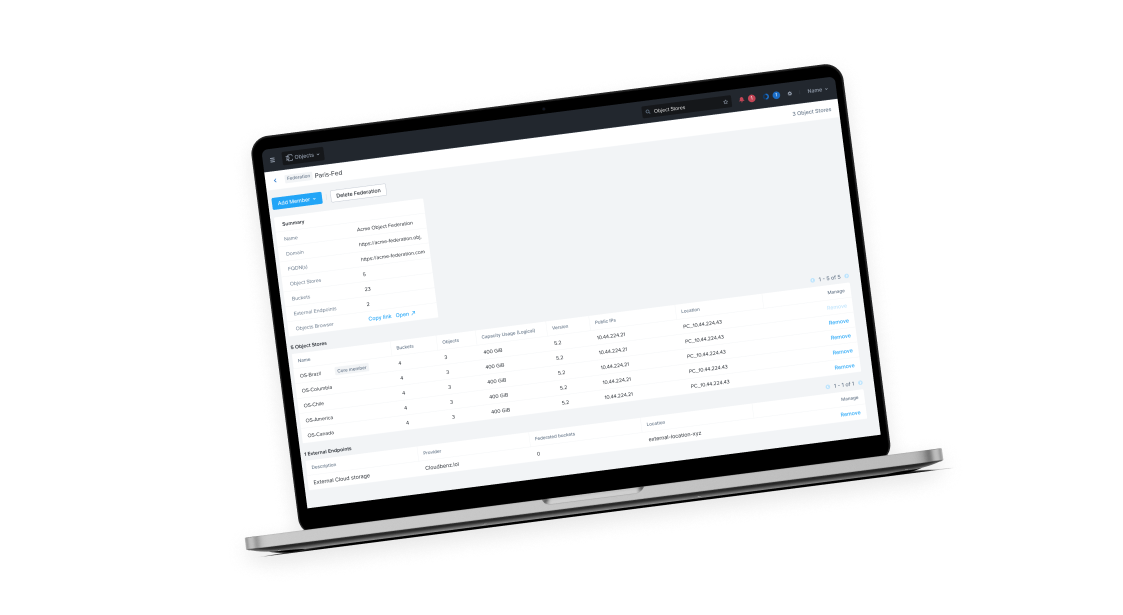 Objects
Object Stores
1
1
Name
Federation Paris-Fed
3 Object Stores
Add Member
Delete Federation
Summary
Name Acme Object Federation
Domain https://acme-federation.obj.
FQDN(s) https://acme-federation.com
Object Stores 5
Buckets 23
External Endpoints 2
Objects Browser Copy link Open
5 Object Stores
1 - 5 of 5
Name Buckets Objects Capacity Usage (Logical) Version Public IPs Location Manage
OS-Brazil Core member 4 3 400 GiB 5.2 10.44.224.21 PC_10.44.224.43 Remove
OS-Columbia 4 3 400 GiB 5.2 10.44.224.21 PC_10.44.224.43 Remove
OS-Chile 4 3 400 GiB 5.2 10.44.224.21 PC_10.44.224.43 Remove
OS-America 4 3 400 GiB 5.2 10.44.224.21 PC_10.44.224.43 Remove
OS-Canada 4 3 400 GiB 5.2 10.44.224.21 PC_10.44.224.43 Remove
1 External Endpoints
1 - 1 of 1
Description Provider Federated buckets Location Manage
External Cloud storage Cloudbenz.ioi 0 external-location-xyz Remove